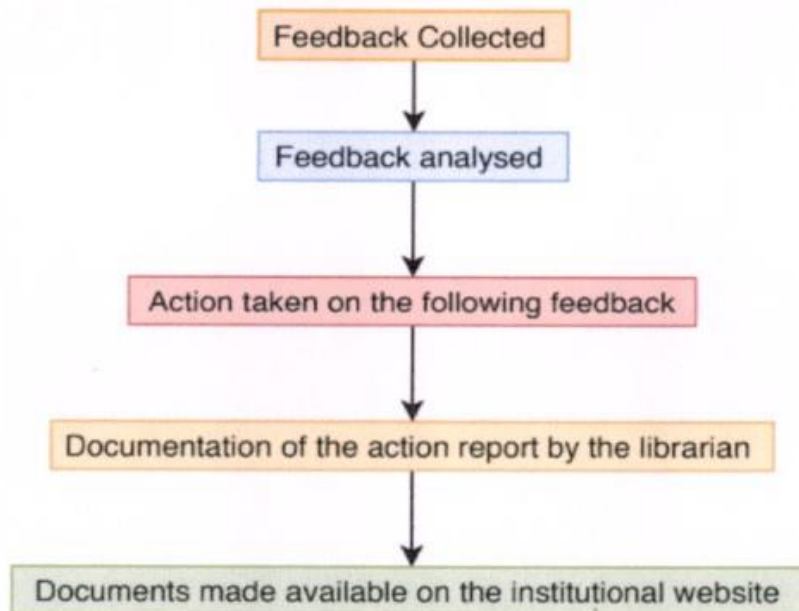 Feedback Collected
Feedback analysed
Action taken on the following feedback
Documentation of the action report by the librarian
Documents made available on the institutional website